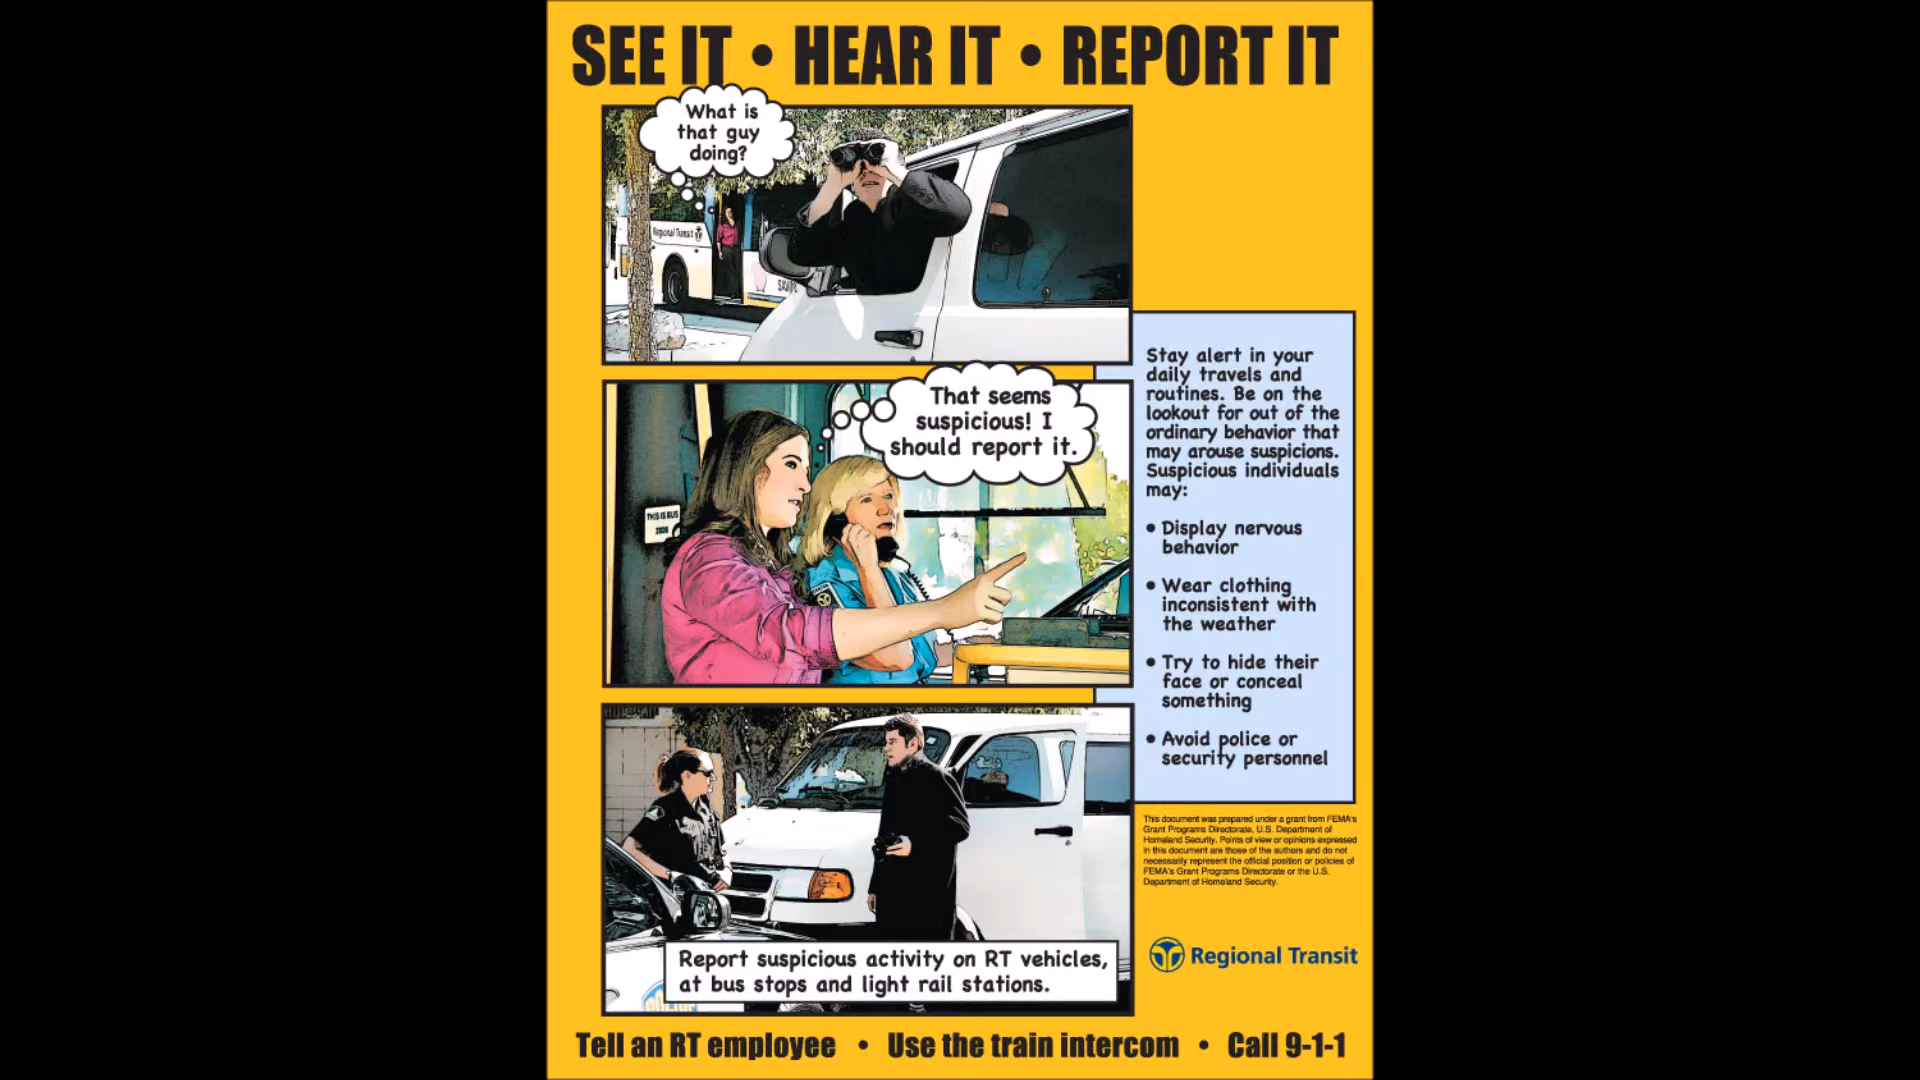 SEE IT • HEAR IT • REPORT IT
What is
that guy
doing?
Regional Transit
That seems
suspicious! I
should report it.
THIS IS BUS
Stay alert in your
daily travels and
routines. Be on the
lookout for out of the
ordinary behavior that
may arouse suspicions.
Suspicious individuals
may:
• Display nervous
behavior
• Wear clothing
inconsistent with
the weather
• Try to hide their
face or conceal
something
• Avoid police or
security personnel
Report suspicious activity on RT vehicles,
at bus stops and light rail stations.
This document was prepared under a grant from FEMA's
Grant Programs Directorate, U.S. Department of
Homeland Security. Points of view or opinions expressed
in this document are those of the authors and do not
necessarily represent the official position or policies of
FEMA's Grant Programs Directorate or the U.S.
Department of Homeland Security.
Regional Transit
Tell an RT employee • Use the train intercom • Call 9-1-1